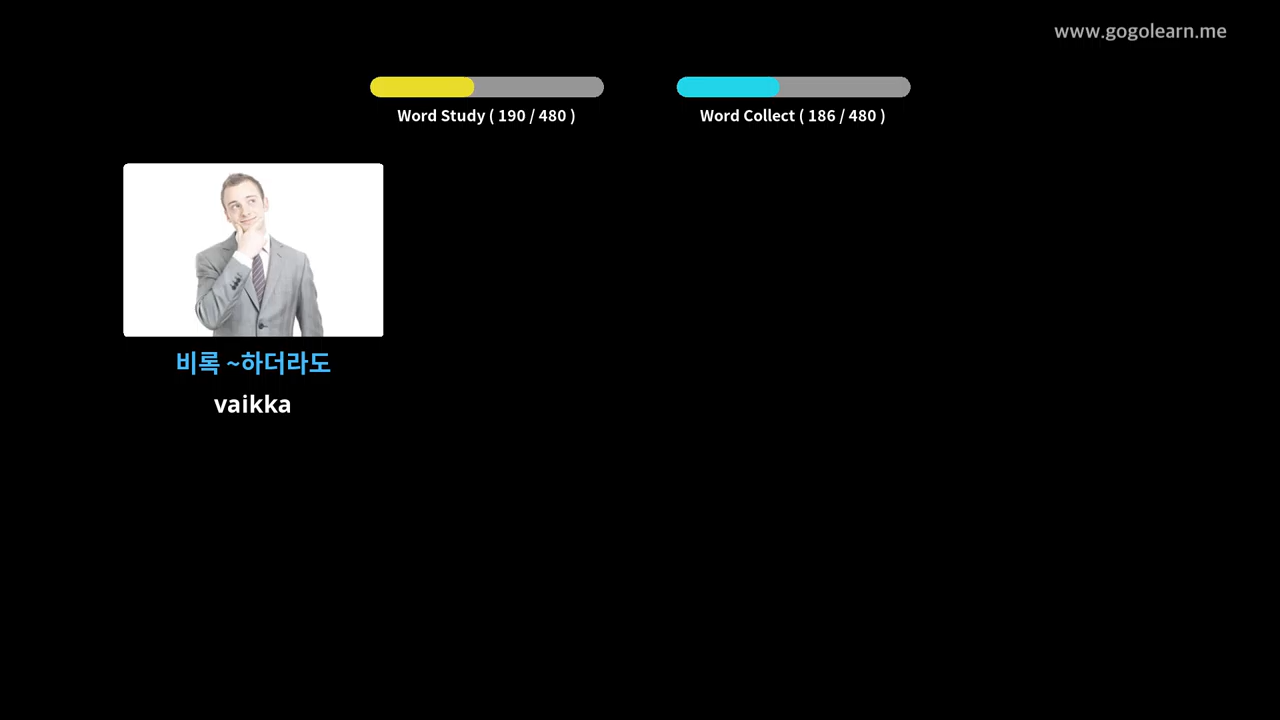 www.gogolearn.me
Word Study ( 190 / 480 )
Word Collect ( 186 / 480 )
비록 ~하더라도
vaikka